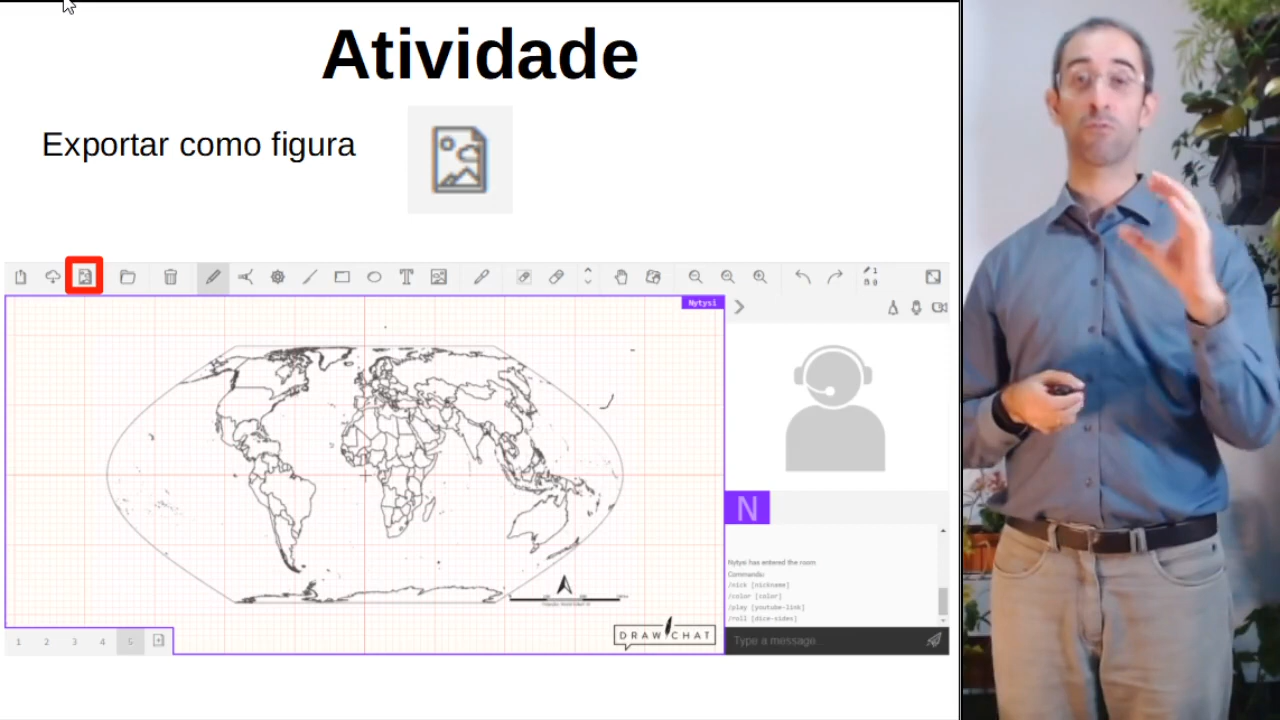 Atividade
Exportar como figura
Nytysi
N
Nytysi has entered the room
Commands:
/nick [nickname]
/color [color]
/play [youtube-link]
/roll [dice-sides]
DRAW CHAT
Type a message...
1 2 3 4 5